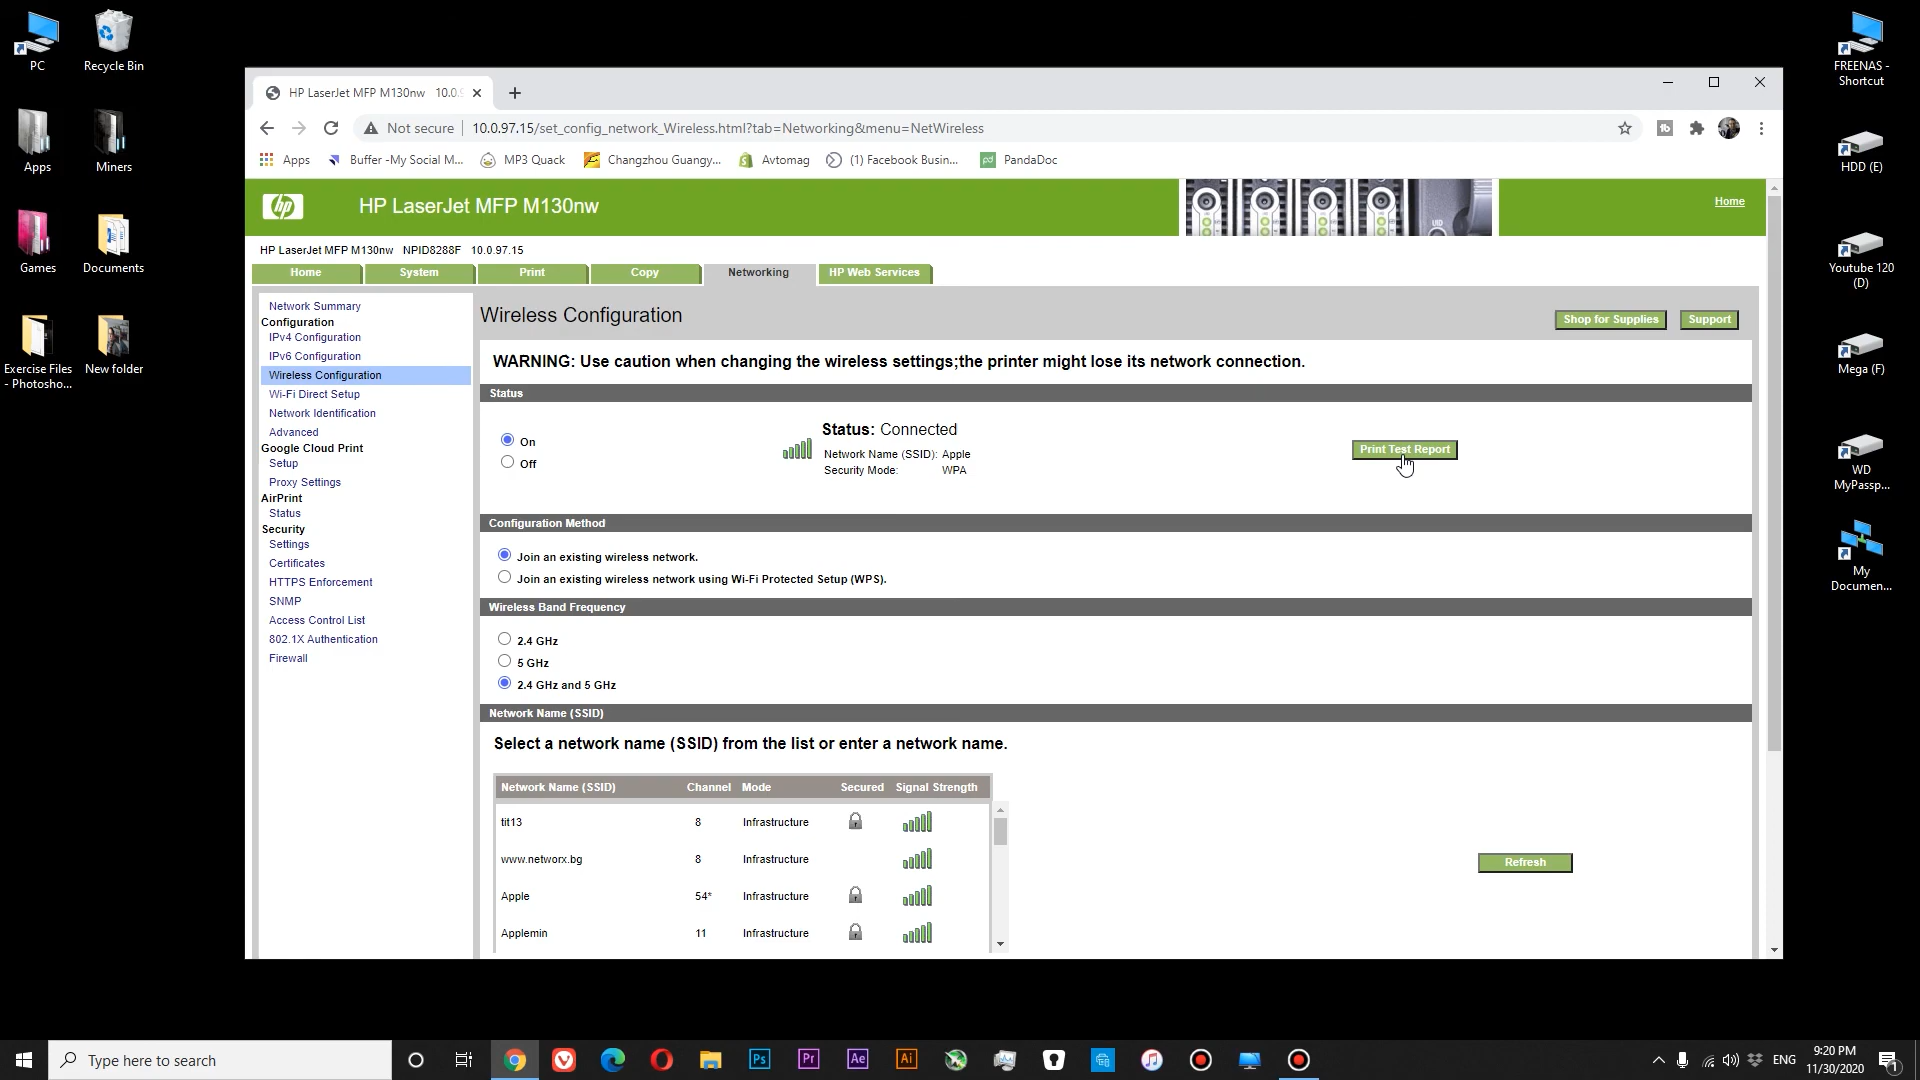 PC
Recycle Bin
Apps
Miners
Games
Documents
Exercise Files
- Photosho...
New folder
FREENAS -
Shortcut
HDD (E)
Youtube 120
(D)
Mega (F)
WD
MyPassp...
My
Documen...
HP LaserJet MFP M130nw 10.0.9
Not secure 10.0.97.15/set_config_network_Wireless.html?tab=Networking&menu=NetWireless
Apps Buffer -My Social M... MP3 Quack Changzhou Guangy... Avtomag (1) Facebook Busin... PandaDoc
hp HP LaserJet MFP M130nw Home
HP LaserJet MFP M130nw NPID8288F 10.0.97.15
Home System Print Copy Networking HP Web Services
Network Summary
Configuration
IPv4 Configuration
IPv6 Configuration
Wireless Configuration
Wi-Fi Direct Setup
Network Identification
Advanced
Google Cloud Print
Setup
Proxy Settings
AirPrint
Status
Security
Settings
Certificates
HTTPS Enforcement
SNMP
Access Control List
802.1X Authentication
Firewall
Wireless Configuration
Shop for Supplies Support
WARNING: Use caution when changing the wireless settings;the printer might lose its network connection.
Status
On
Off
Status: Connected
Network Name (SSID): Apple
Security Mode: WPA
Print Test Report
Configuration Method
Join an existing wireless network.
Join an existing wireless network using Wi-Fi Protected Setup (WPS).
Wireless Band Frequency
2.4 GHz
5 GHz
2.4 GHz and 5 GHz
Network Name (SSID)
Select a network name (SSID) from the list or enter a network name.
Network Name (SSID) Channel Mode Secured Signal Strength
tit13 8 Infrastructure
www.networx.bg 8 Infrastructure
Apple 54* Infrastructure
Applemin 11 Infrastructure
Refresh
Type here to search
Ps Pr Ae Ai
ENG
9:20 PM
11/30/2020
1